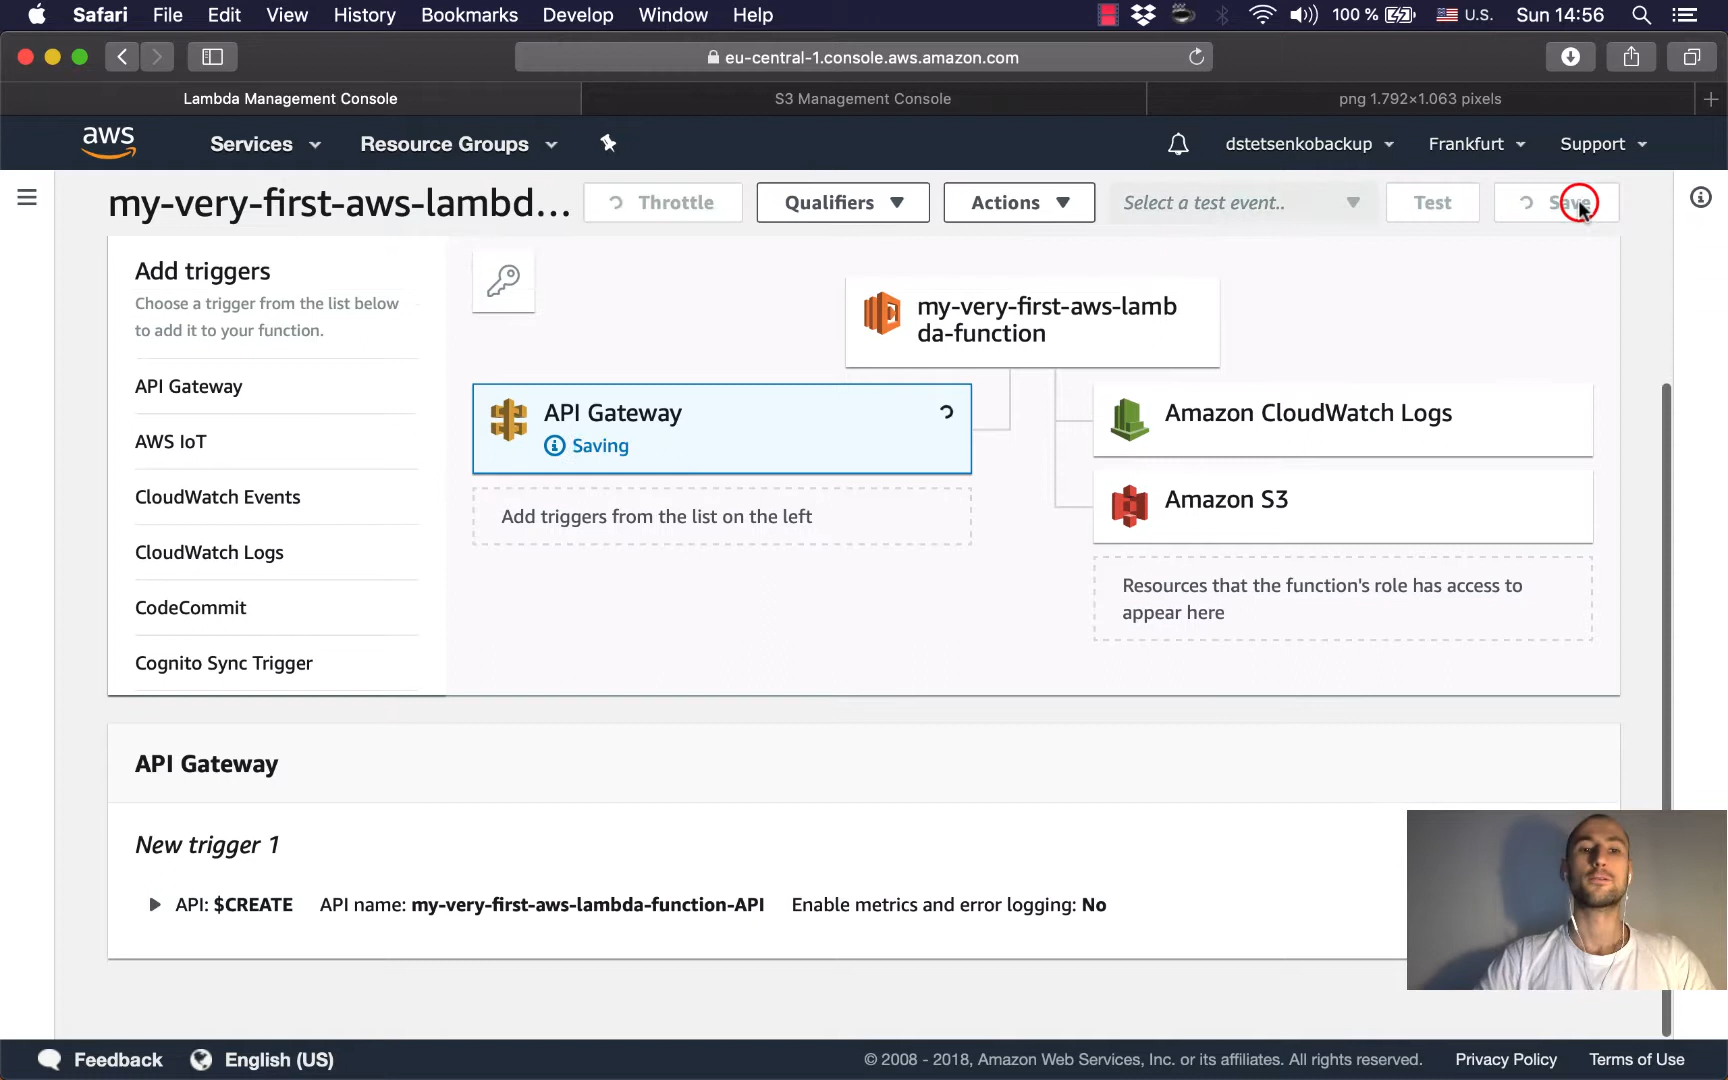 Safari File Edit View History Bookmarks Develop Window Help 100 % U.S. Sun 14:56
eu-central-1.console.aws.amazon.com
Lambda Management Console S3 Management Console png 1.792×1.063 pixels
aws Services Resource Groups dstetsenkobackup Frankfurt Support
my-very-first-aws-lambd... Throttle Qualifiers Actions Select a test event.. Test Save
Add triggers
Choose a trigger from the list below
to add it to your function.
API Gateway
AWS IoT
CloudWatch Events
CloudWatch Logs
CodeCommit
Cognito Sync Trigger
my-very-first-aws-lamb
da-function
API Gateway
Saving
Add triggers from the list on the left
Amazon CloudWatch Logs
Amazon S3
Resources that the function's role has access to
appear here
API Gateway
New trigger 1
API: $CREATE API name: my-very-first-aws-lambda-function-API Enable metrics and error logging: No
Feedback English (US) © 2008 - 2018, Amazon Web Services, Inc. or its affiliates. All rights reserved. Privacy Policy Terms of Use